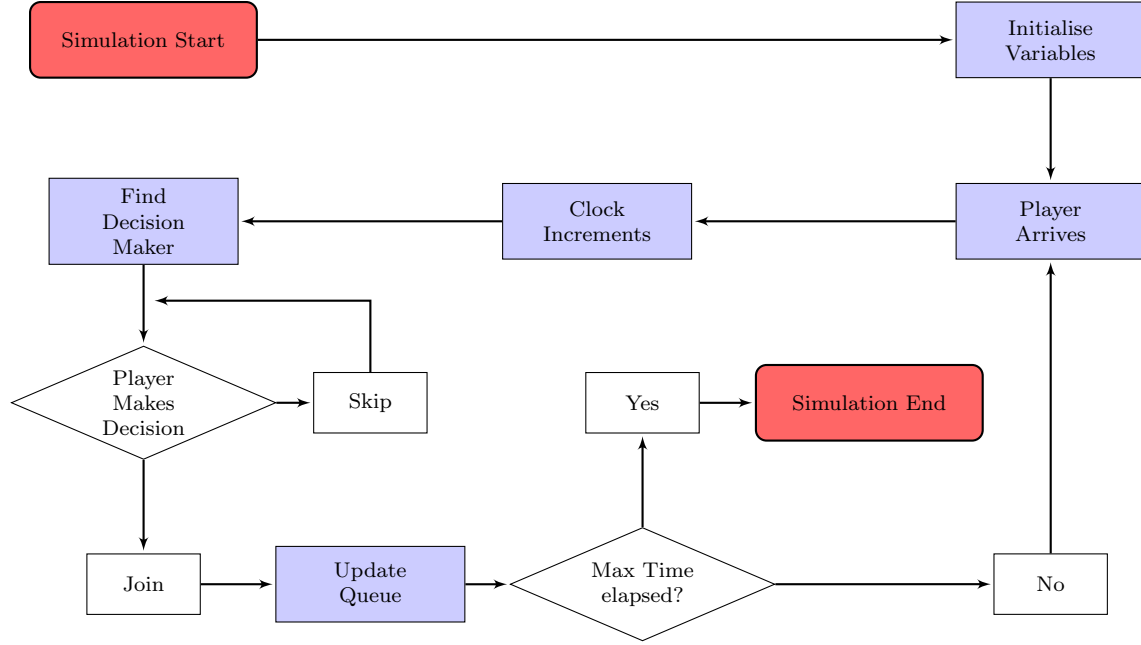 Simulation Start
Initialise
Variables
Find
Decision
Maker
Clock
Increments
Player
Arrives
Player
Makes
Decision
Skip
Yes
Simulation End
Join
Update
Queue
Max Time
elapsed?
No